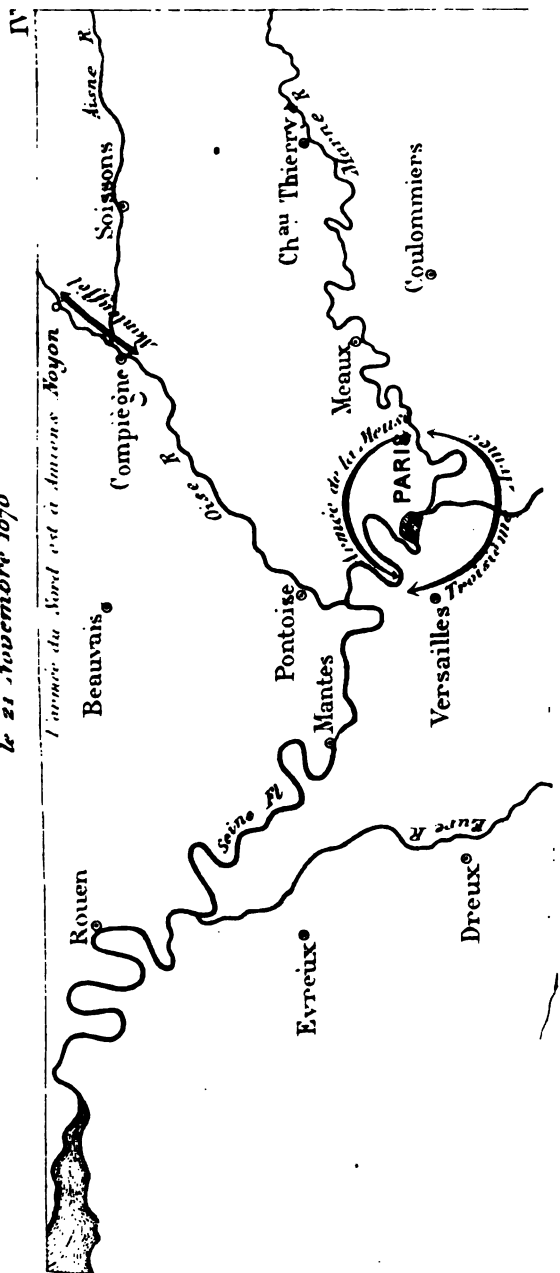 le 21 Novembre 1870
IV
l'armée du Nord est à Amiens
Noyon
Manteuffel
Aisne R
Soissons
Compiègne
Rouen
Beauvais
Oise R
Chau Thierry
Marne R
Pontoise
Mantes
Meaux
Seine Fl
Coulommiers
Armée de la Meuse
PARIS
Troisième Armée
Versailles
Evreux
Eure R
Dreux